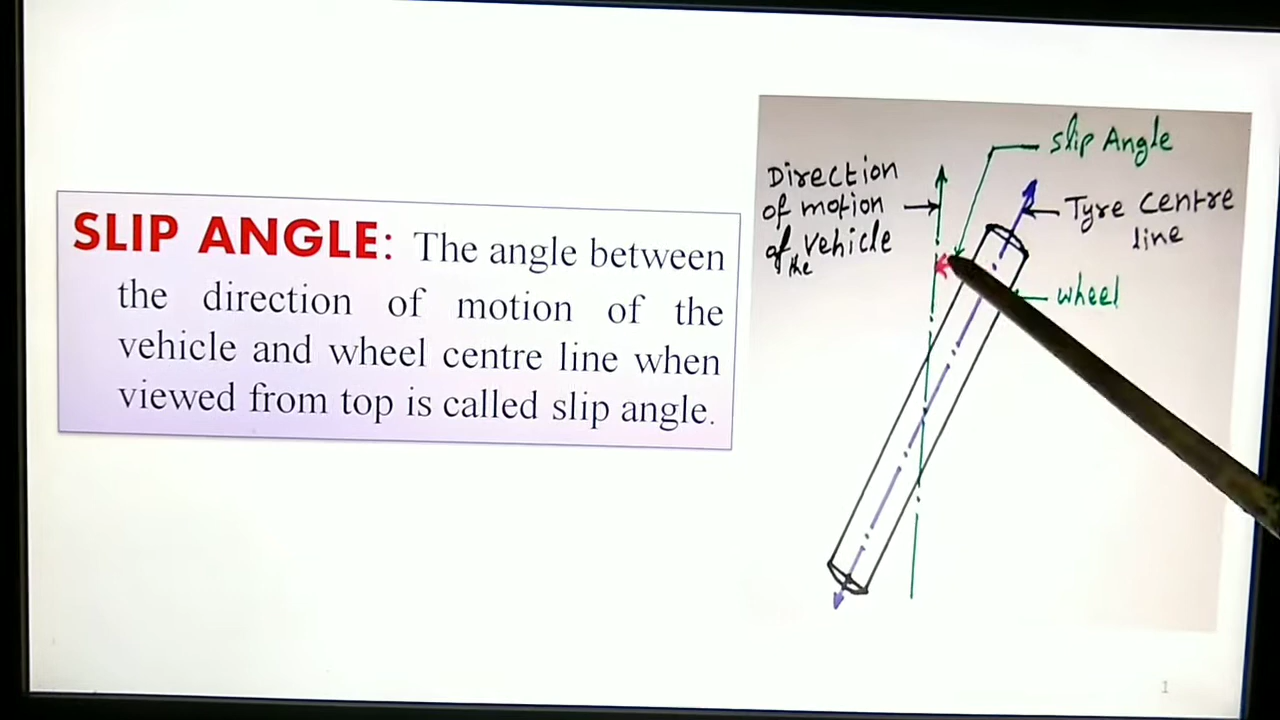 SLIP ANGLE: The angle between
the direction of motion of the
vehicle and wheel centre line when
viewed from top is called slip angle.
Slip Angle
Direction
of motion
of the vehicle
Tyre Centre
line
wheel
1